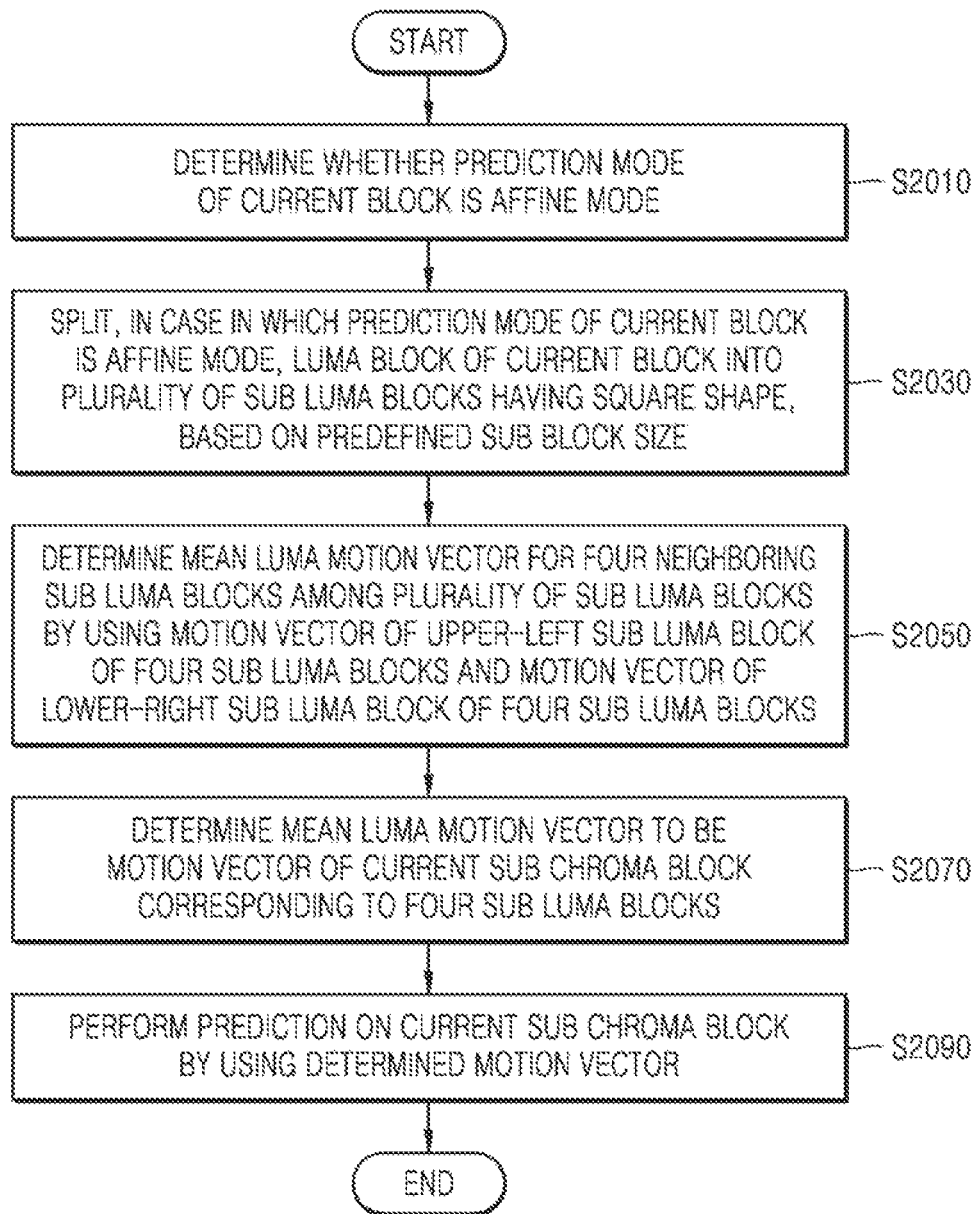 START
DETERMINE WHETHER PREDICTION MODE
OF CURRENT BLOCK IS AFFINE MODE
S2010
SPLIT, IN CASE IN WHICH PREDICTION MODE OF CURRENT BLOCK
IS AFFINE MODE, LUMA BLOCK OF CURRENT BLOCK INTO
PLURALITY OF SUB LUMA BLOCKS HAVING SQUARE SHAPE,
BASED ON PREDEFINED SUB BLOCK SIZE
S2030
DETERMINE MEAN LUMA MOTION VECTOR FOR FOUR NEIGHBORING
SUB LUMA BLOCKS AMONG PLURALITY OF SUB LUMA BLOCKS
BY USING MOTION VECTOR OF UPPER-LEFT SUB LUMA BLOCK
OF FOUR SUB LUMA BLOCKS AND MOTION VECTOR OF
LOWER-RIGHT SUB LUMA BLOCK OF FOUR SUB LUMA BLOCKS
S2050
DETERMINE MEAN LUMA MOTION VECTOR TO BE
MOTION VECTOR OF CURRENT SUB CHROMA BLOCK
CORRESPONDING TO FOUR SUB LUMA BLOCKS
S2070
PERFORM PREDICTION ON CURRENT SUB CHROMA BLOCK
BY USING DETERMINED MOTION VECTOR
S2090
END